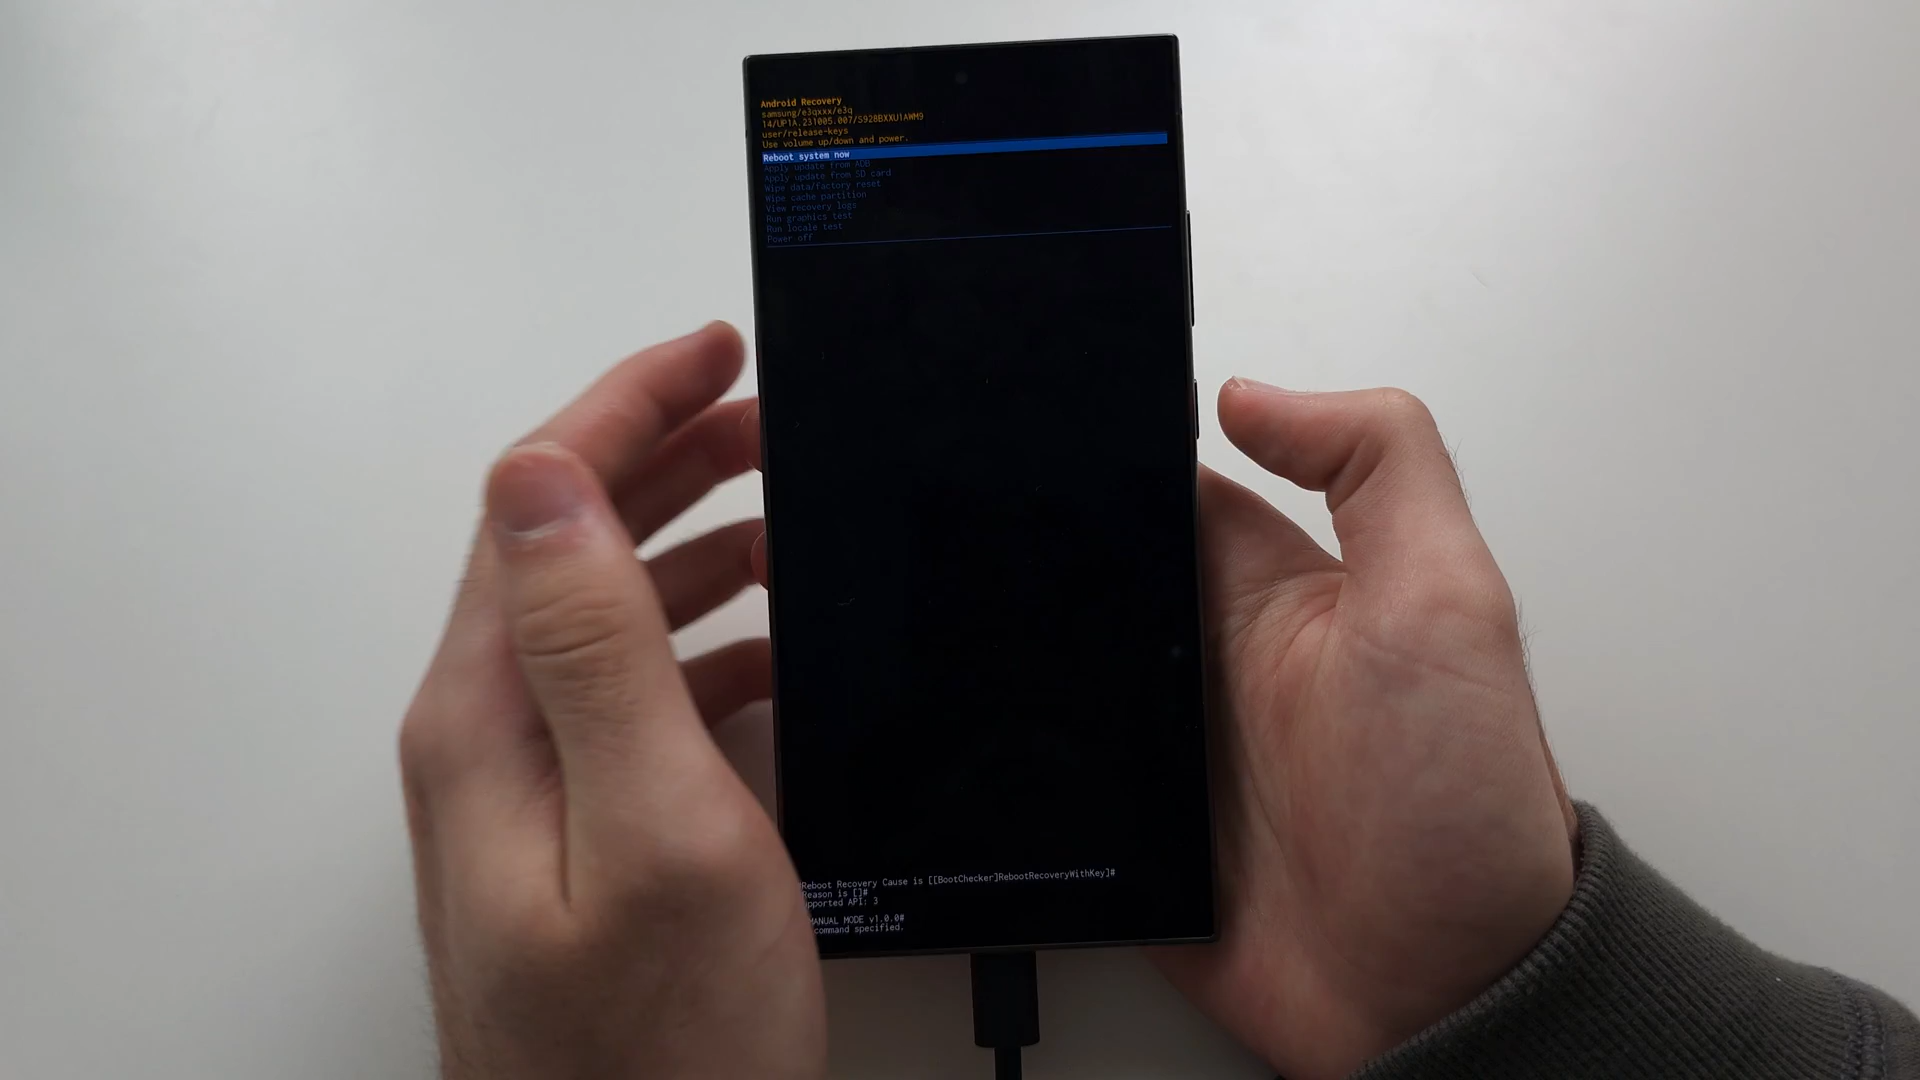 Android Recovery
samsung/e3qxxx/e3q
14/UP1A.231005.007/S928BXXU1AWM9
user/release-keys
Use volume up/down and power.
Reboot system now
Apply update from ADB
Apply update from SD card
Wipe data/factory reset
Wipe cache partition
View recovery logs
Run graphics test
Run locale test
Power off
Reboot Recovery Cause is [[BootChecker]RebootRecoveryWithKey]#
Reason is []#
pported API: 3
MANUAL MODE v1.0.0#
command specified.